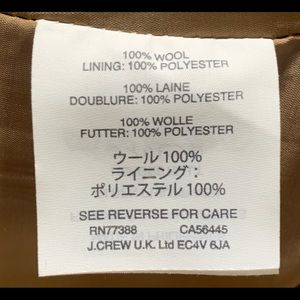 100% WOOL
LINING: 100% POLYESTER
100% LAINE
DOUBLURE: 100% POLYESTER
100% WOLLE
FUTTER: 100% POLYESTER
ウール 100%
ライニング：
ポリエステル 100%
SEE REVERSE FOR CARE
RN77388 CA56445
J.CREW U.K. Ltd EC4V 6JA